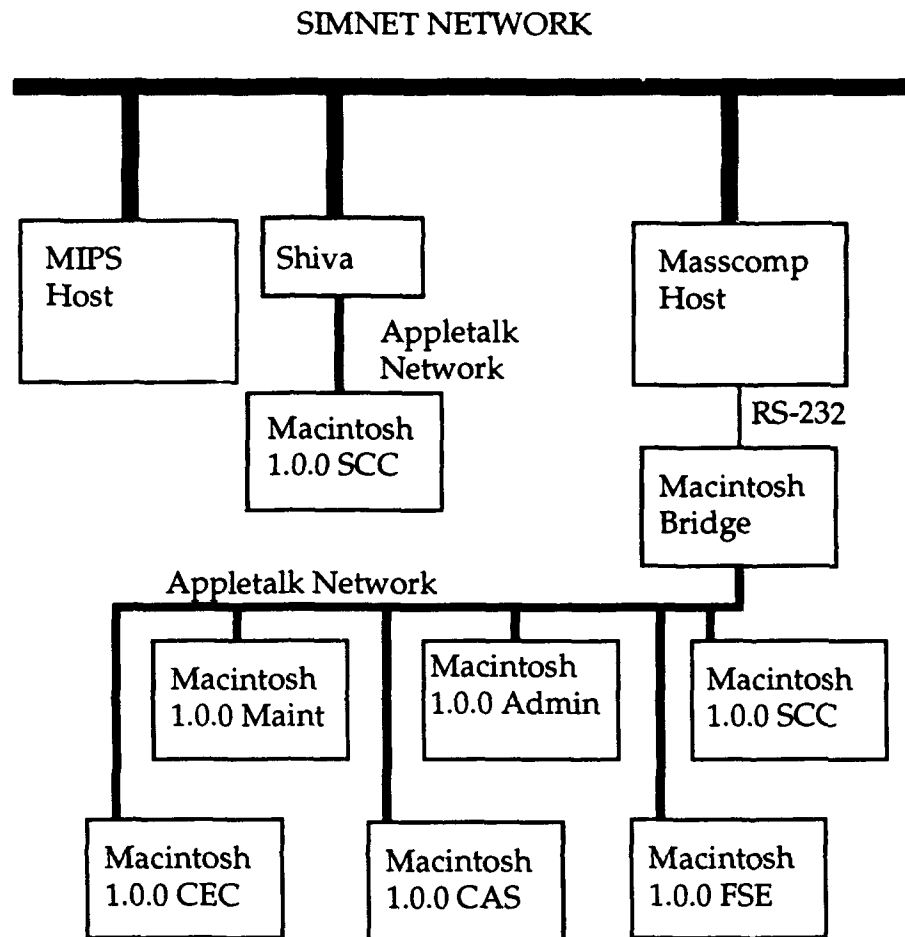 SIMNET NETWORK
MIPS
Host
Shiva
Masscomp
Host
Appletalk
Network
RS-232
Macintosh
1.0.0 SCC
Macintosh
Bridge
Appletalk Network
Macintosh
1.0.0 Maint
Macintosh
1.0.0 Admin
Macintosh
1.0.0 SCC
Macintosh
1.0.0 CEC
Macintosh
1.0.0 CAS
Macintosh
1.0.0 FSE